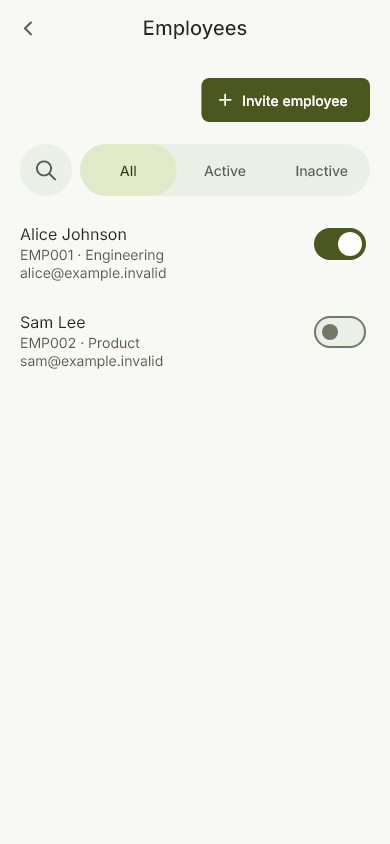 Employees
Invite employee
All
Active
Inactive
Alice Johnson
EMP001 · Engineering
alice@example.invalid
Sam Lee
EMP002 · Product
sam@example.invalid